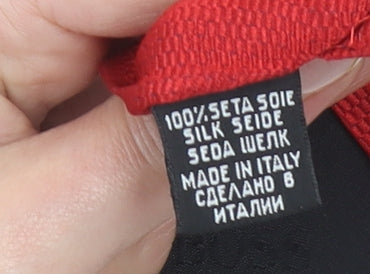 100% SETA SOIE
SILK SEIDE
SEDA ШЕЛК
MADE IN ITALY
СДЕЛАНО В
ИТАЛИИ